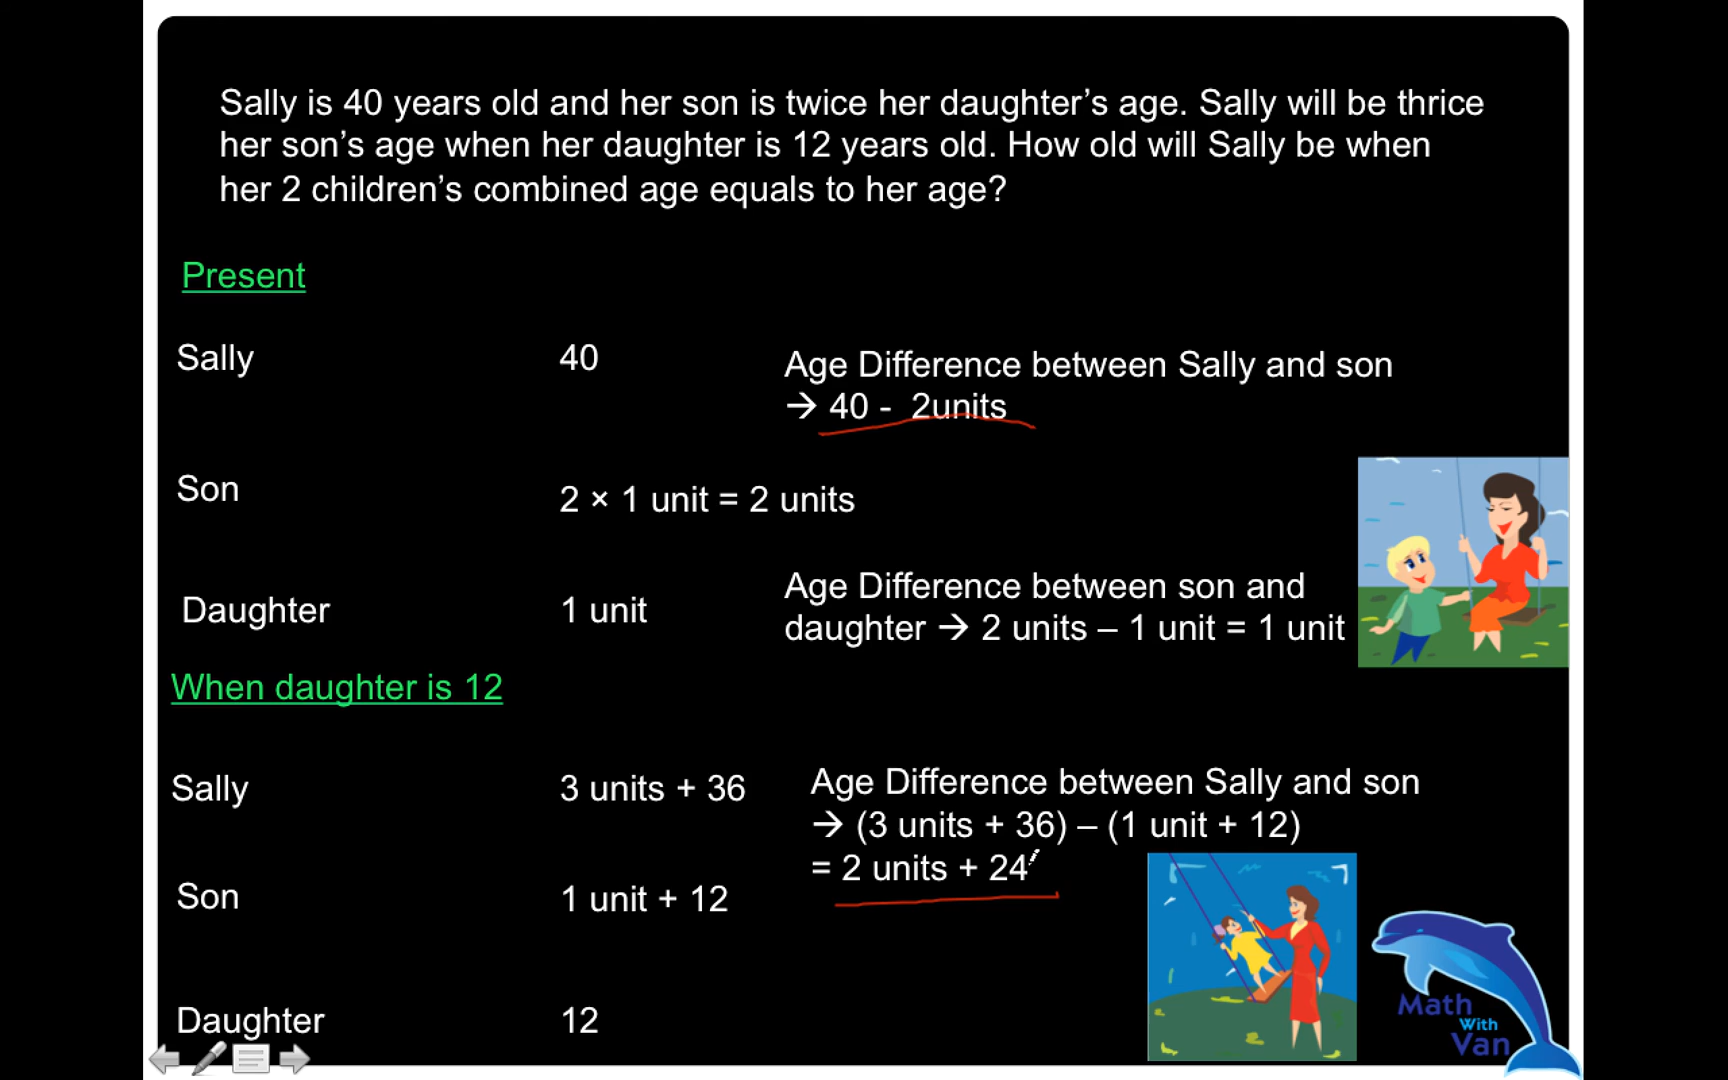 Sally is 40 years old and her son is twice her daughter’s age. Sally will be thrice
her son’s age when her daughter is 12 years old. How old will Sally be when
her 2 children’s combined age equals to her age?
Present
Sally 40 Age Difference between Sally and son
→ 40 - 2units
Son 2 × 1 unit = 2 units
Age Difference between son and
Daughter 1 unit daughter → 2 units – 1 unit = 1 unit
When daughter is 12
Sally 3 units + 36 Age Difference between Sally and son
→ (3 units + 36) – (1 unit + 12)
= 2 units + 24
Son 1 unit + 12
Daughter 12
Math
With
Van